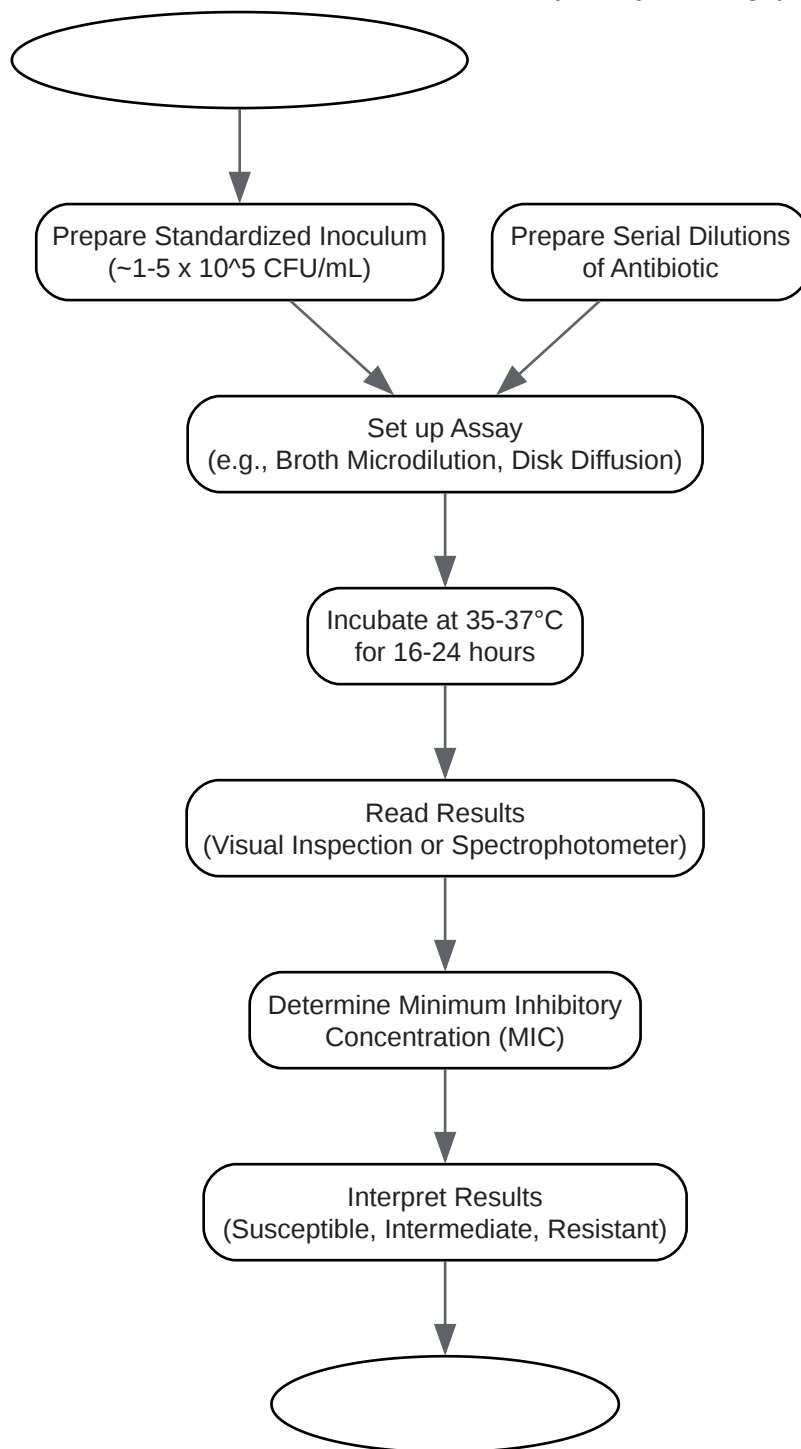 Prepare Standardized Inoculum
(~1-5 x 10^5 CFU/mL)
Prepare Serial Dilutions
of Antibiotic
Set up Assay
(e.g., Broth Microdilution, Disk Diffusion)
Incubate at 35-37°C
for 16-24 hours
Read Results
(Visual Inspection or Spectrophotometer)
Determine Minimum Inhibitory
Concentration (MIC)
Interpret Results
(Susceptible, Intermediate, Resistant)